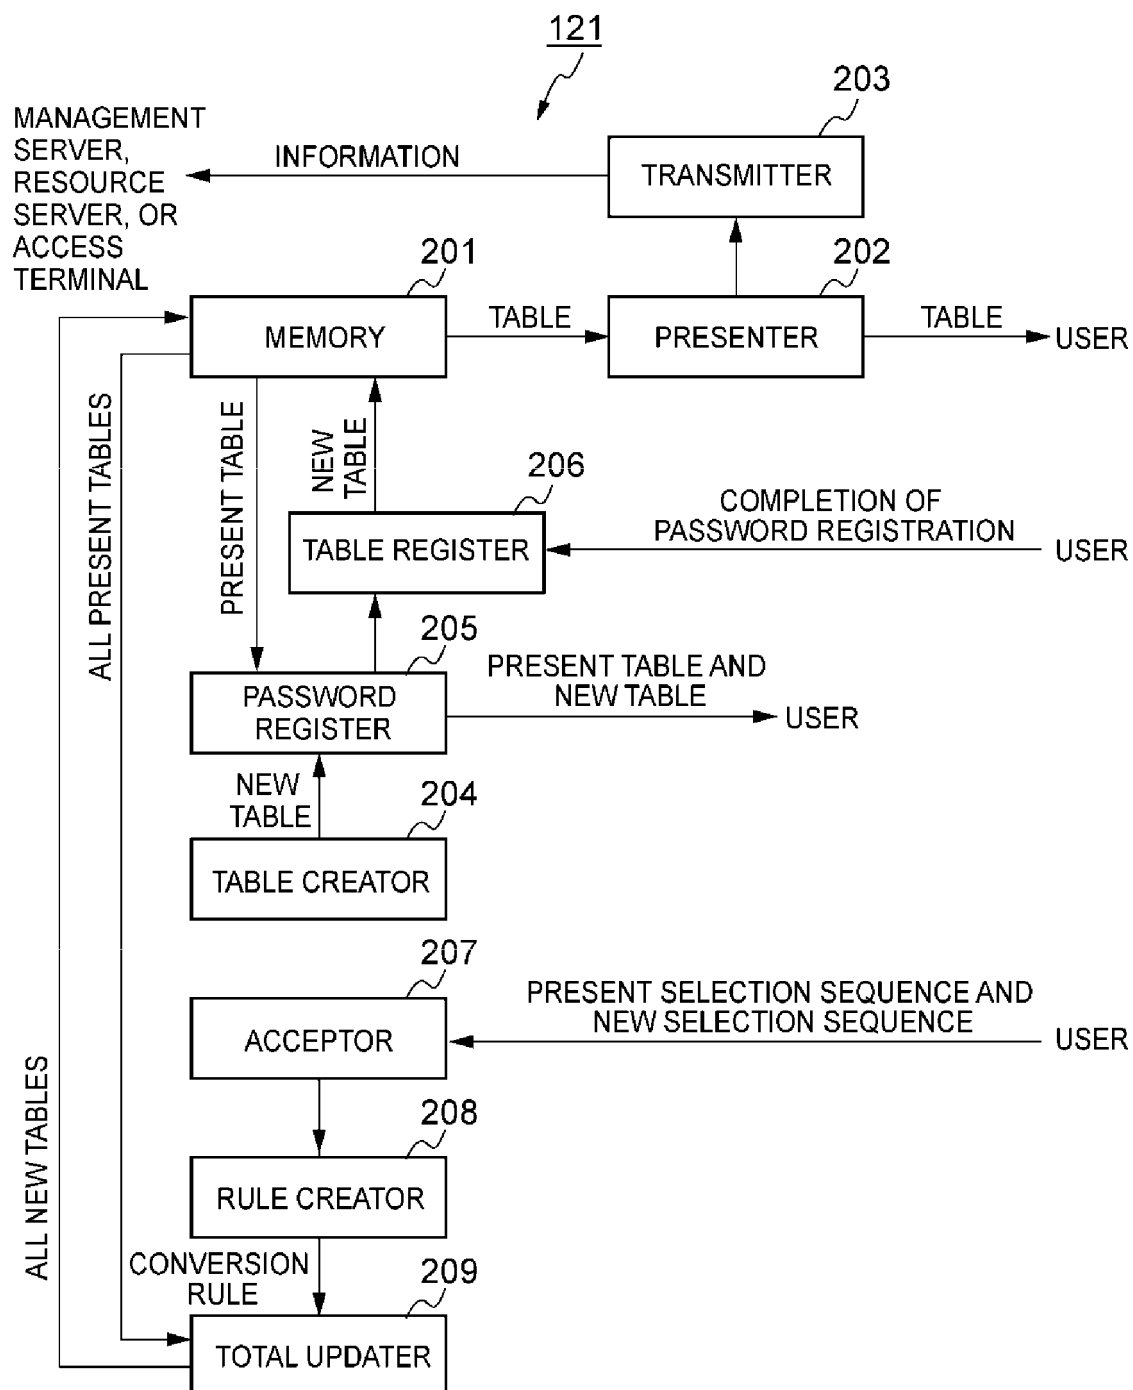 121
203
MANAGEMENT
SERVER,
RESOURCE
SERVER, OR
ACCESS
TERMINAL
INFORMATION
TRANSMITTER
201
202
MEMORY
TABLE
PRESENTER
TABLE
USER
ALL PRESENT TABLES
PRESENT TABLE
NEW
TABLE
206
TABLE REGISTER
COMPLETION OF
PASSWORD REGISTRATION
USER
205
PASSWORD
REGISTER
PRESENT TABLE AND
NEW TABLE
USER
NEW
TABLE
204
TABLE CREATOR
207
ACCEPTOR
PRESENT SELECTION SEQUENCE AND
NEW SELECTION SEQUENCE
USER
ALL NEW TABLES
208
RULE CREATOR
CONVERSION
RULE
209
TOTAL UPDATER